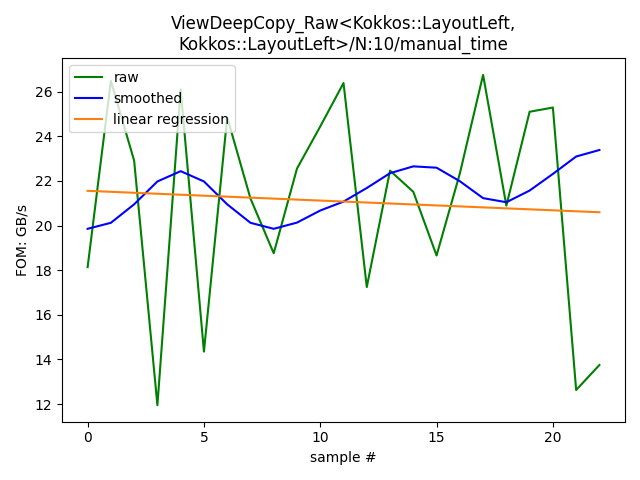 ViewDeepCopy_Raw<Kokkos::LayoutLeft,
Kokkos::LayoutLeft>/N:10/manual_time
raw
smoothed
linear regression
FOM: GB/s
26
24
22
20
18
16
14
12
0
5
10
15
20
sample #